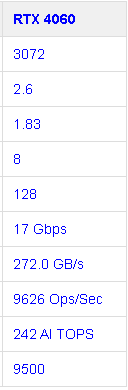 RTX 4060
3072
2.6
1.83
8
128
17 Gbps
272.0 GB/s
9626 Ops/Sec
242 AI TOPS
9500